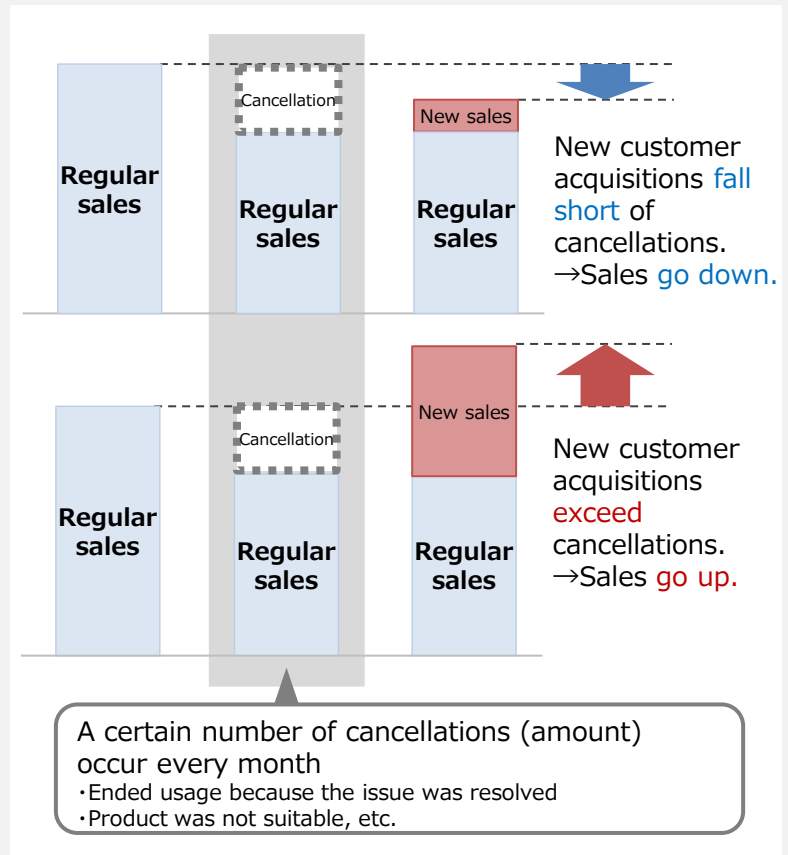 Regular
sales
Cancellation
Regular
sales
New sales
Regular
sales
New customer
acquisitions fall
short of
cancellations.
→Sales go down.
Regular
sales
Cancellation
Regular
sales
New sales
Regular
sales
New customer
acquisitions
exceed
cancellations.
→Sales go up.
A certain number of cancellations (amount)
occur every month
・Ended usage because the issue was resolved
・Product was not suitable, etc.